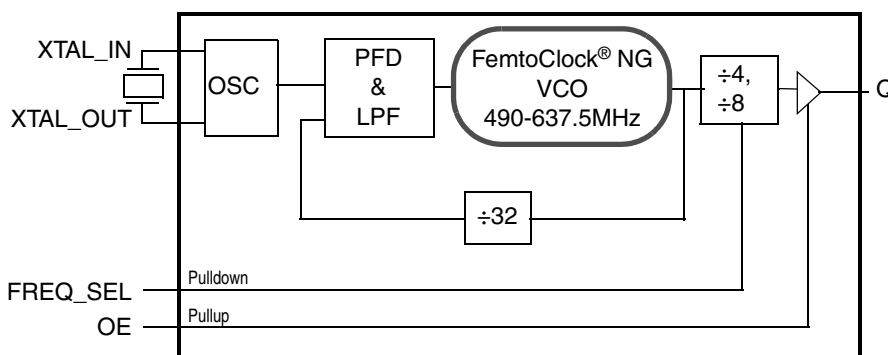 XTAL_IN
XTAL_OUT
OSC
PFD
&
LPF
FemtoClock® NG
VCO
490-637.5MHz
÷4,
÷8
Q
÷32
FREQ_SEL
Pulldown
OE
Pullup